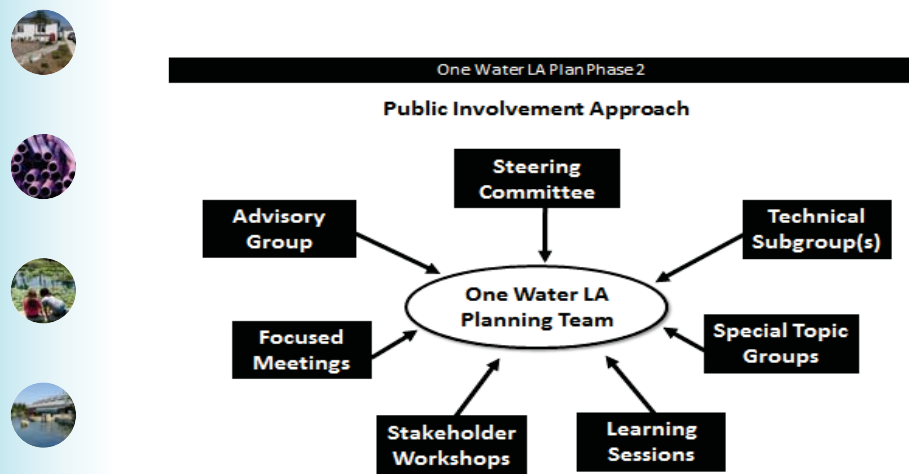 One Water LA Plan Phase 2
Public Involvement Approach
Steering
Committee
Advisory
Group
Technical
Subgroup(s)
One Water LA
Planning Team
Focused
Meetings
Special Topic
Groups
Stakeholder
Workshops
Learning
Sessions